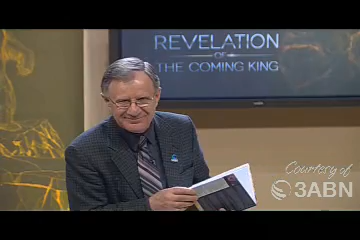 REVELATION
OF
THE COMING KING
Courtesy of
3ABN